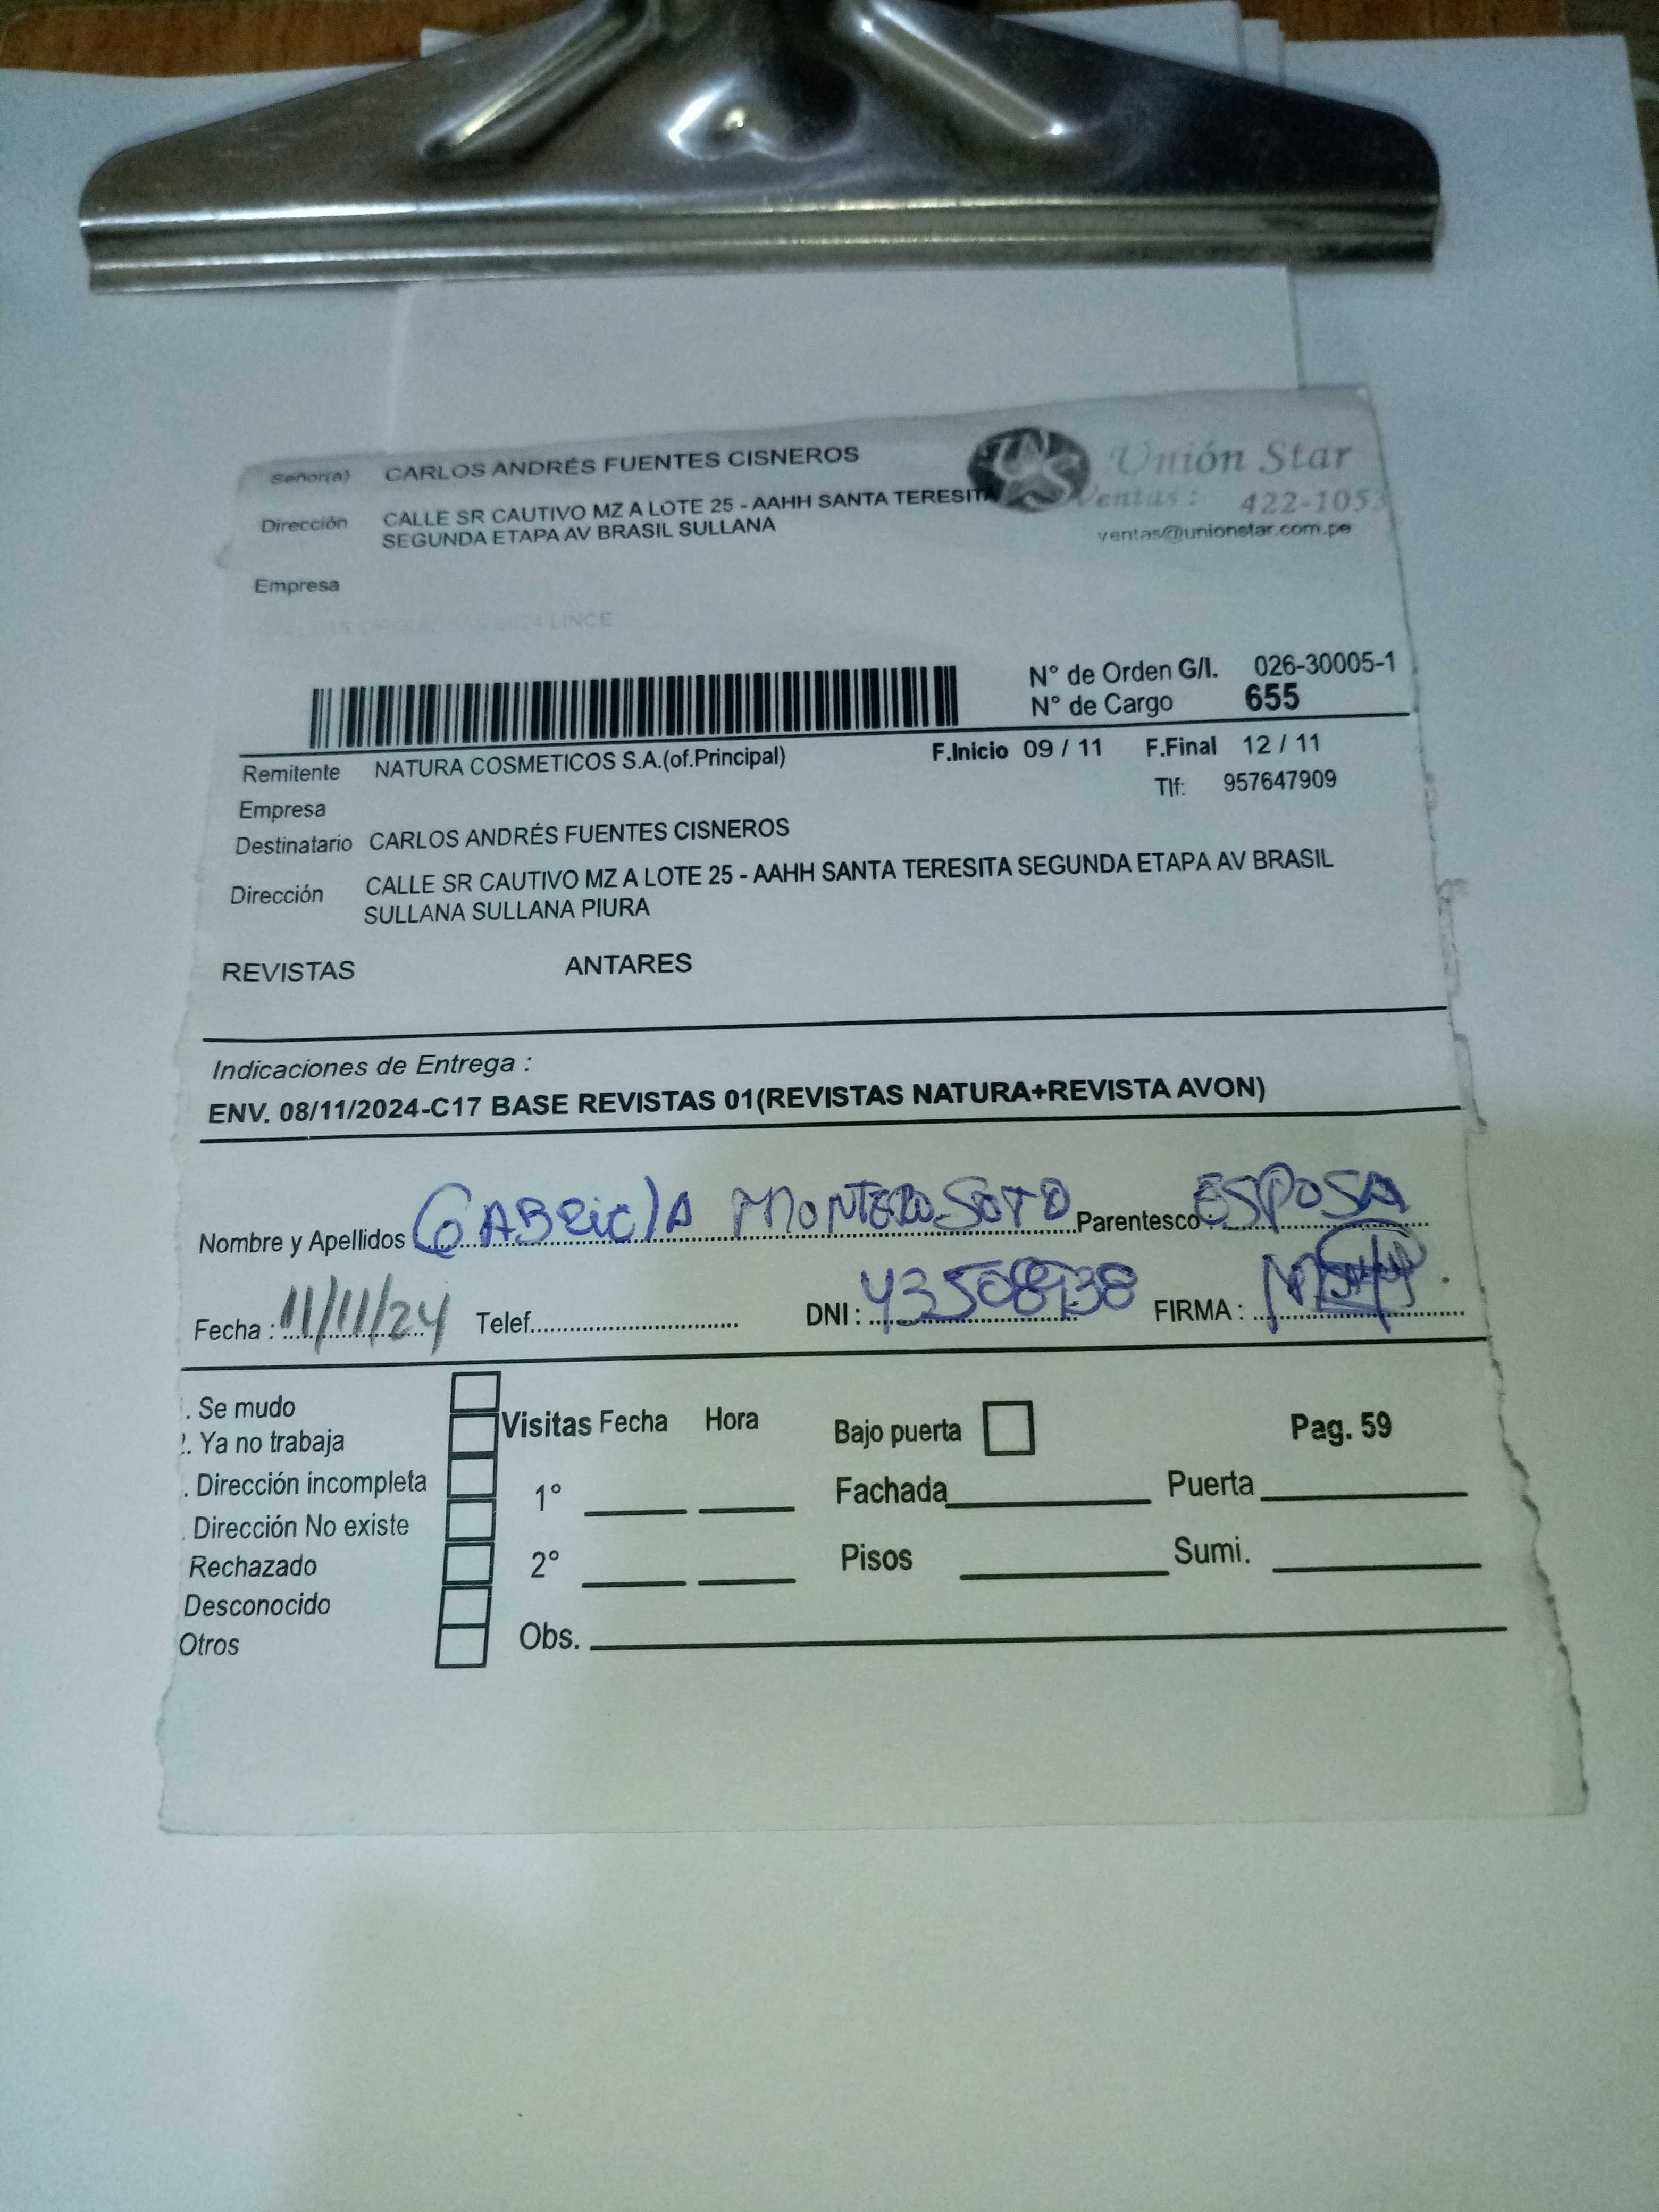 Señor(a) CARLOS ANDRÉS FUENTES CISNEROS
Unión Star
Dirección CALLE SR CAUTIVO MZ A LOTE 25 - AAHH SANTA TERESITA
SEGUNDA ETAPA AV BRASIL SULLANA
Ventas : 422-1053
ventas@unionstar.com.pe
Empresa
LINCE
N° de Orden G/I. 026-30005-1
N° de Cargo 655
Remitente NATURA COSMETICOS S.A.(of.Principal)
F.Inicio 09 / 11 F.Final 12 / 11
Empresa
Tlf: 957647909
Destinatario CARLOS ANDRÉS FUENTES CISNEROS
Dirección CALLE SR CAUTIVO MZ A LOTE 25 - AAHH SANTA TERESITA SEGUNDA ETAPA AV BRASIL
SULLANA SULLANA PIURA
REVISTAS ANTARES
Indicaciones de Entrega :
ENV. 08/11/2024-C17 BASE REVISTAS 01(REVISTAS NATURA+REVISTA AVON)
Nombre y Apellidos GABRiclA MONTERO SOTO Parentesco ESPOSA
Fecha : 11/11/24 Telef. DNI : FIRMA :
. Se mudo
. Ya no trabaja
. Dirección incompleta
. Dirección No existe
Rechazado
Desconocido
Otros
Visitas Fecha Hora
1°
2°
Obs.
Bajo puerta Pag. 59
Fachada Puerta
Pisos Sumi.